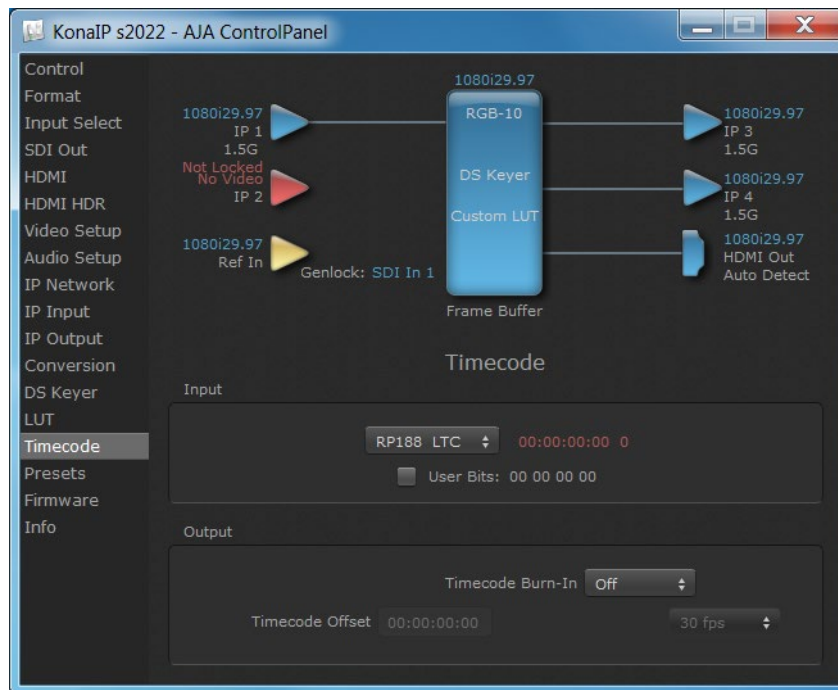 KonaIP s2022 - AJA ControlPanel
Control
Format
Input Select
SDI Out
HDMI
HDMI HDR
Video Setup
Audio Setup
IP Network
IP Input
IP Output
Conversion
DS Keyer
LUT
Timecode
Presets
Firmware
Info
1080i29.97
RGB-10
DS Keyer
Custom LUT
Frame Buffer
1080i29.97
IP 1
1.5G
Not Locked
No Video
IP 2
1080i29.97
Ref In
Genlock: SDI In 1
1080i29.97
IP 3
1.5G
1080i29.97
IP 4
1.5G
1080i29.97
HDMI Out
Auto Detect
Timecode
Input
RP188 LTC 00:00:00:00 0
User Bits: 00 00 00 00
Output
Timecode Burn-In Off
Timecode Offset 00:00:00:00 30 fps